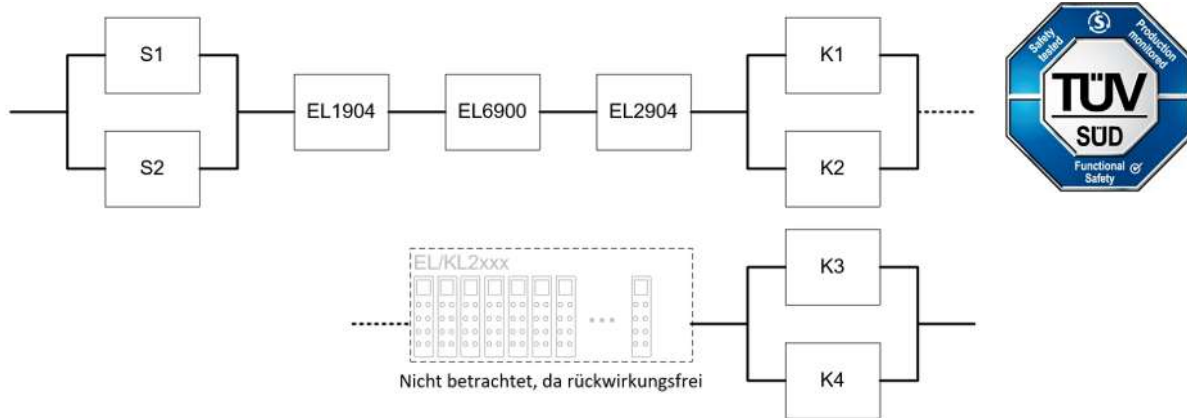 S1
S2
EL1904
EL6900
EL2904
K1
K2
Safety tested
Production monitored
TÜV
SÜD
Functional Safety
EL/KL2xxx
Nicht betrachtet, da rückwirkungsfrei
K3
K4